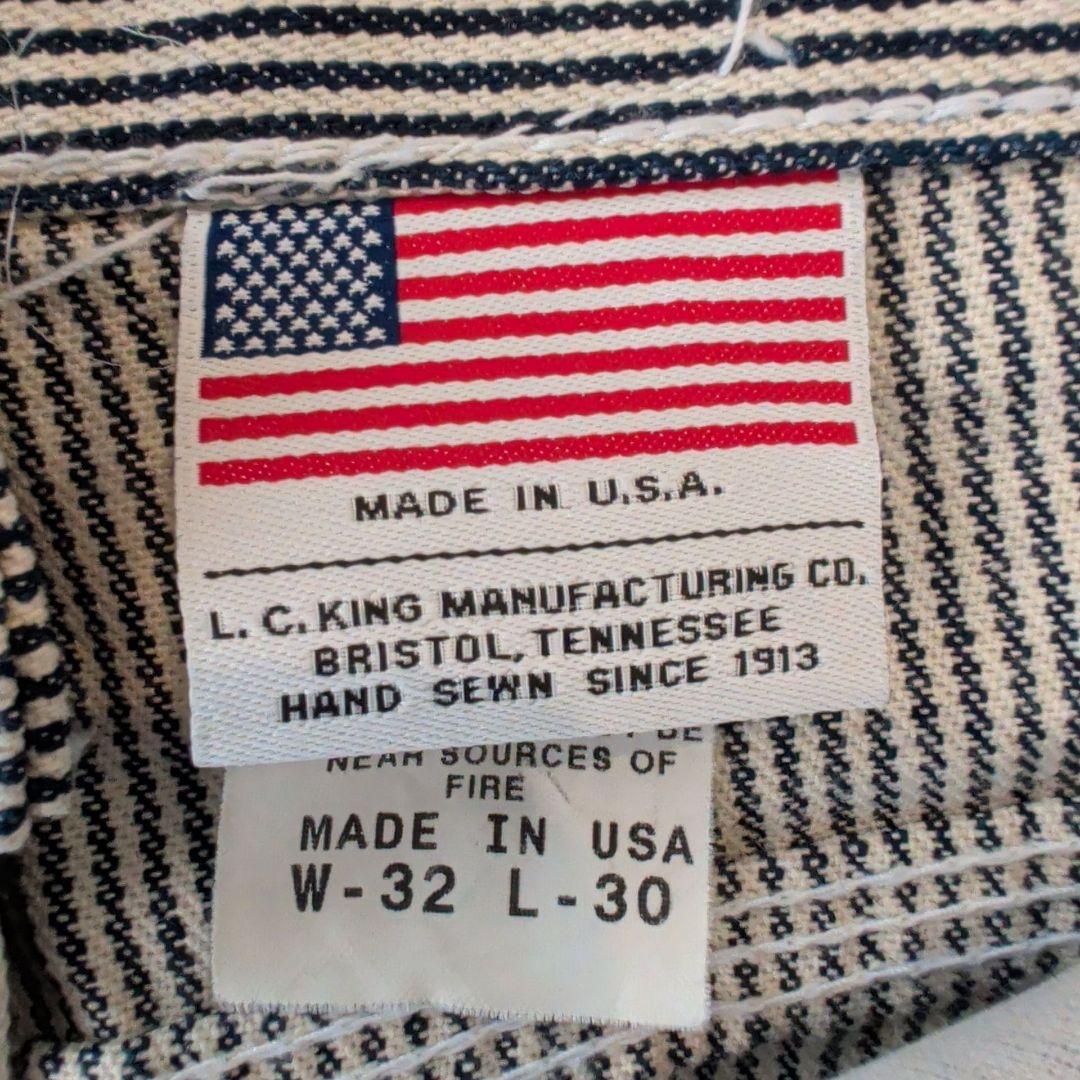 MADE IN U.S.A.
L. C. KING MANUFACTURING CO.
BRISTOL, TENNESSEE
HAND SEWN SINCE 1913
BE
NEAR SOURCES OF
FIRE
MADE IN USA
W-32 L-30